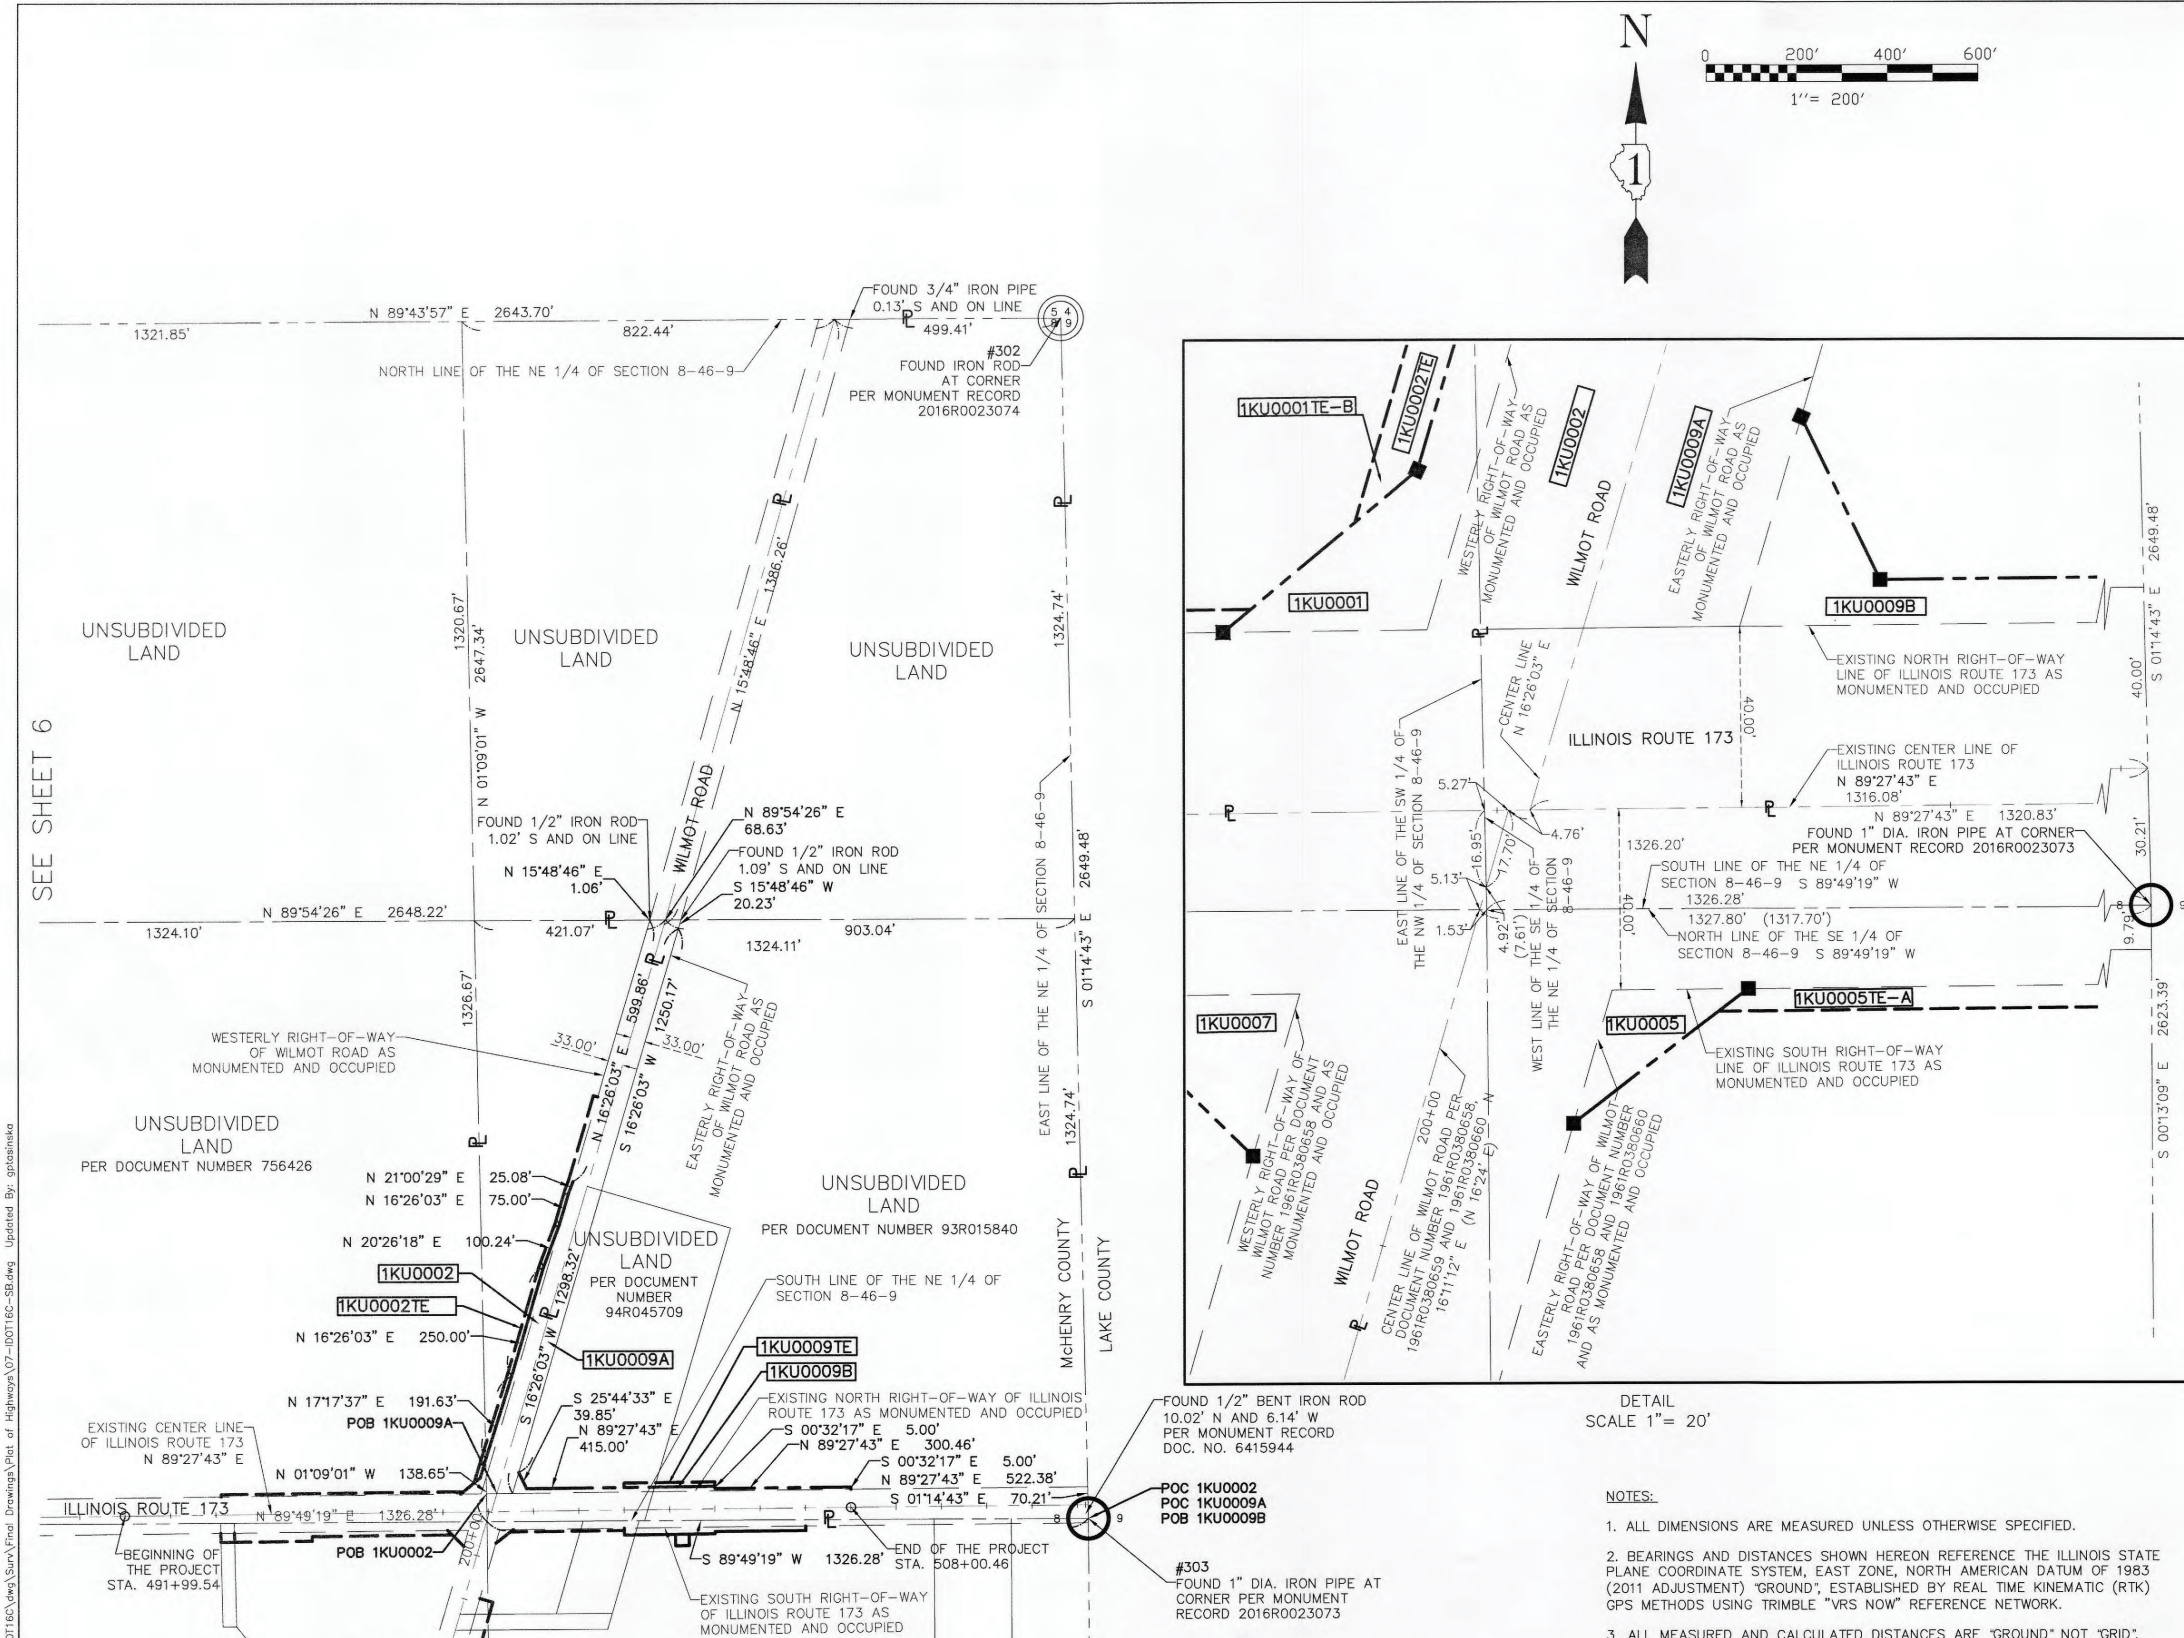 N
0 200' 400' 600'
1''= 200'
1
SEE SHEET 6
N 89°43'57" E 2643.70'
1321.85'
822.44'
499.41'
FOUND 3/4" IRON PIPE
0.13' S AND ON LINE
5 4
8 9
#302
FOUND IRON ROD
AT CORNER
PER MONUMENT RECORD
2016R0023074
NORTH LINE OF THE NE 1/4 OF SECTION 8-46-9
1320.67'
N 01°09'01" W 2647.34'
N 15°48'46" E 1386.26'
1324.74'
UNSUBDIVIDED
LAND
UNSUBDIVIDED
LAND
UNSUBDIVIDED
LAND
WILMOT ROAD
EAST LINE OF THE NE 1/4 OF SECTION 8-46-9
S 01°14'43" E 2649.48'
FOUND 1/2" IRON ROD
1.02' S AND ON LINE
N 15°48'46" E
1.06'
N 89°54'26" E
68.63'
FOUND 1/2" IRON ROD
1.09' S AND ON LINE
S 15°48'46" W
20.23'
N 89°54'26" E 2648.22'
1324.10'
421.07'
1324.11'
903.04'
1326.67'
599.86'
1250.17'
33.00'
33.00'
N 16°26'03" E
S 16°26'03" W
WESTERLY RIGHT-OF-WAY
OF WILMOT ROAD AS
MONUMENTED AND OCCUPIED
EASTERLY RIGHT-OF-WAY
OF WILMOT ROAD AS
MONUMENTED AND OCCUPIED
1324.74'
UNSUBDIVIDED
LAND
PER DOCUMENT NUMBER 756426
N 21°00'29" E 25.08'
N 16°26'03" E 75.00'
N 20°26'18" E 100.24'
1KU0002
1KU0002TE
N 16°26'03" E 250.00'
N 17°17'37" E 191.63'
POB 1KU0009A
N 01°09'01" W 138.65'
UNSUBDIVIDED
LAND
PER DOCUMENT
NUMBER
94R045709
S 16°26'03" W 1298.32'
UNSUBDIVIDED
LAND
PER DOCUMENT NUMBER 93R015840
SOUTH LINE OF THE NE 1/4 OF
SECTION 8-46-9
McHENRY COUNTY
LAKE COUNTY
1KU0009A
1KU0009TE
1KU0009B
S 25°44'33" E
39.85'
N 89°27'43" E
415.00'
EXISTING NORTH RIGHT-OF-WAY OF ILLINOIS
ROUTE 173 AS MONUMENTED AND OCCUPIED
S 00°32'17" E 5.00'
N 89°27'43" E 300.46'
S 00°32'17" E 5.00'
N 89°27'43" E 522.38'
S 01°14'43" E 70.21'
EXISTING CENTER LINE
OF ILLINOIS ROUTE 173
N 89°27'43" E
ILLINOIS ROUTE 173
N 89°49'19" E 1326.28'
BEGINNING OF
THE PROJECT
STA. 491+99.54
POB 1KU0002
200+00
S 89°49'19" W 1326.28'
END OF THE PROJECT
STA. 508+00.46
EXISTING SOUTH RIGHT-OF-WAY
OF ILLINOIS ROUTE 173 AS
MONUMENTED AND OCCUPIED
8 9
FOUND 1/2" BENT IRON ROD
10.02' N AND 6.14' W
PER MONUMENT RECORD
DOC. NO. 6415944
POC 1KU0002
POC 1KU0009A
POB 1KU0009B
#303
FOUND 1" DIA. IRON PIPE AT
CORNER PER MONUMENT
RECORD 2016R0023073
1KU0001TE-B
1KU0002TE
1KU0001
WESTERLY RIGHT-OF-WAY
OF WILMOT ROAD AS
MONUMENTED AND OCCUPIED
1KU0002
WILMOT ROAD
1KU0009A
EASTERLY RIGHT-OF-WAY
OF WILMOT ROAD AS
MONUMENTED AND OCCUPIED
1KU0009B
S 01°14'43" E 2649.48'
40.00'
EXISTING NORTH RIGHT-OF-WAY
LINE OF ILLINOIS ROUTE 173 AS
MONUMENTED AND OCCUPIED
CENTER LINE
N 16°26'03" E
EAST LINE OF THE SW 1/4 OF
THE NW 1/4 OF SECTION 8-46-9
ILLINOIS ROUTE 173
40.00'
EXISTING CENTER LINE OF
ILLINOIS ROUTE 173
N 89°27'43" E
1316.08'
N 89°27'43" E 1320.83'
FOUND 1" DIA. IRON PIPE AT CORNER
PER MONUMENT RECORD 2016R0023073
5.27'
4.76'
16.95'
17.70'
5.13'
1.53'
4.92'
(7.61')
WEST LINE OF THE SE 1/4 OF
THE NE 1/4 OF SECTION
8-46-9
1326.20'
40.00'
SOUTH LINE OF THE NE 1/4 OF
SECTION 8-46-9 S 89°49'19" W
1326.28'
1327.80' (1317.70')
NORTH LINE OF THE SE 1/4 OF
SECTION 8-46-9 S 89°49'19" W
30.21'
9.79'
8 9
S 00°13'09" E 2623.39'
1KU0007
1KU0005
1KU0005TE-A
EXISTING SOUTH RIGHT-OF-WAY
LINE OF ILLINOIS ROUTE 173 AS
MONUMENTED AND OCCUPIED
WESTERLY RIGHT-OF-WAY OF
WILMOT ROAD PER DOCUMENT
NUMBER 1961R0380658 AND AS
MONUMENTED AND OCCUPIED
WILMOT ROAD
200+00
CENTER LINE OF WILMOT ROAD PER
DOCUMENT NUMBER 1961R0380658,
1961R0380659 AND 1961R0380660 N
16°11'12" E (N 16°24' E)
EASTERLY RIGHT-OF-WAY OF WILMOT
ROAD PER DOCUMENT NUMBER
1961R0380658 AND 1961R0380660
AND AS MONUMENTED AND OCCUPIED
DETAIL
SCALE 1"= 20'
NOTES:
1. ALL DIMENSIONS ARE MEASURED UNLESS OTHERWISE SPECIFIED.
2. BEARINGS AND DISTANCES SHOWN HEREON REFERENCE THE ILLINOIS STATE
PLANE COORDINATE SYSTEM, EAST ZONE, NORTH AMERICAN DATUM OF 1983
(2011 ADJUSTMENT) "GROUND", ESTABLISHED BY REAL TIME KINEMATIC (RTK)
GPS METHODS USING TRIMBLE "VRS NOW" REFERENCE NETWORK.
3. ALL MEASURED AND CALCULATED DISTANCES ARE "GROUND" NOT "GRID".
OT16C\dwg\Surv\Final Drawings\Plat of Highways\07-IDOT16C-SB.dwg Updated By: gptasinska